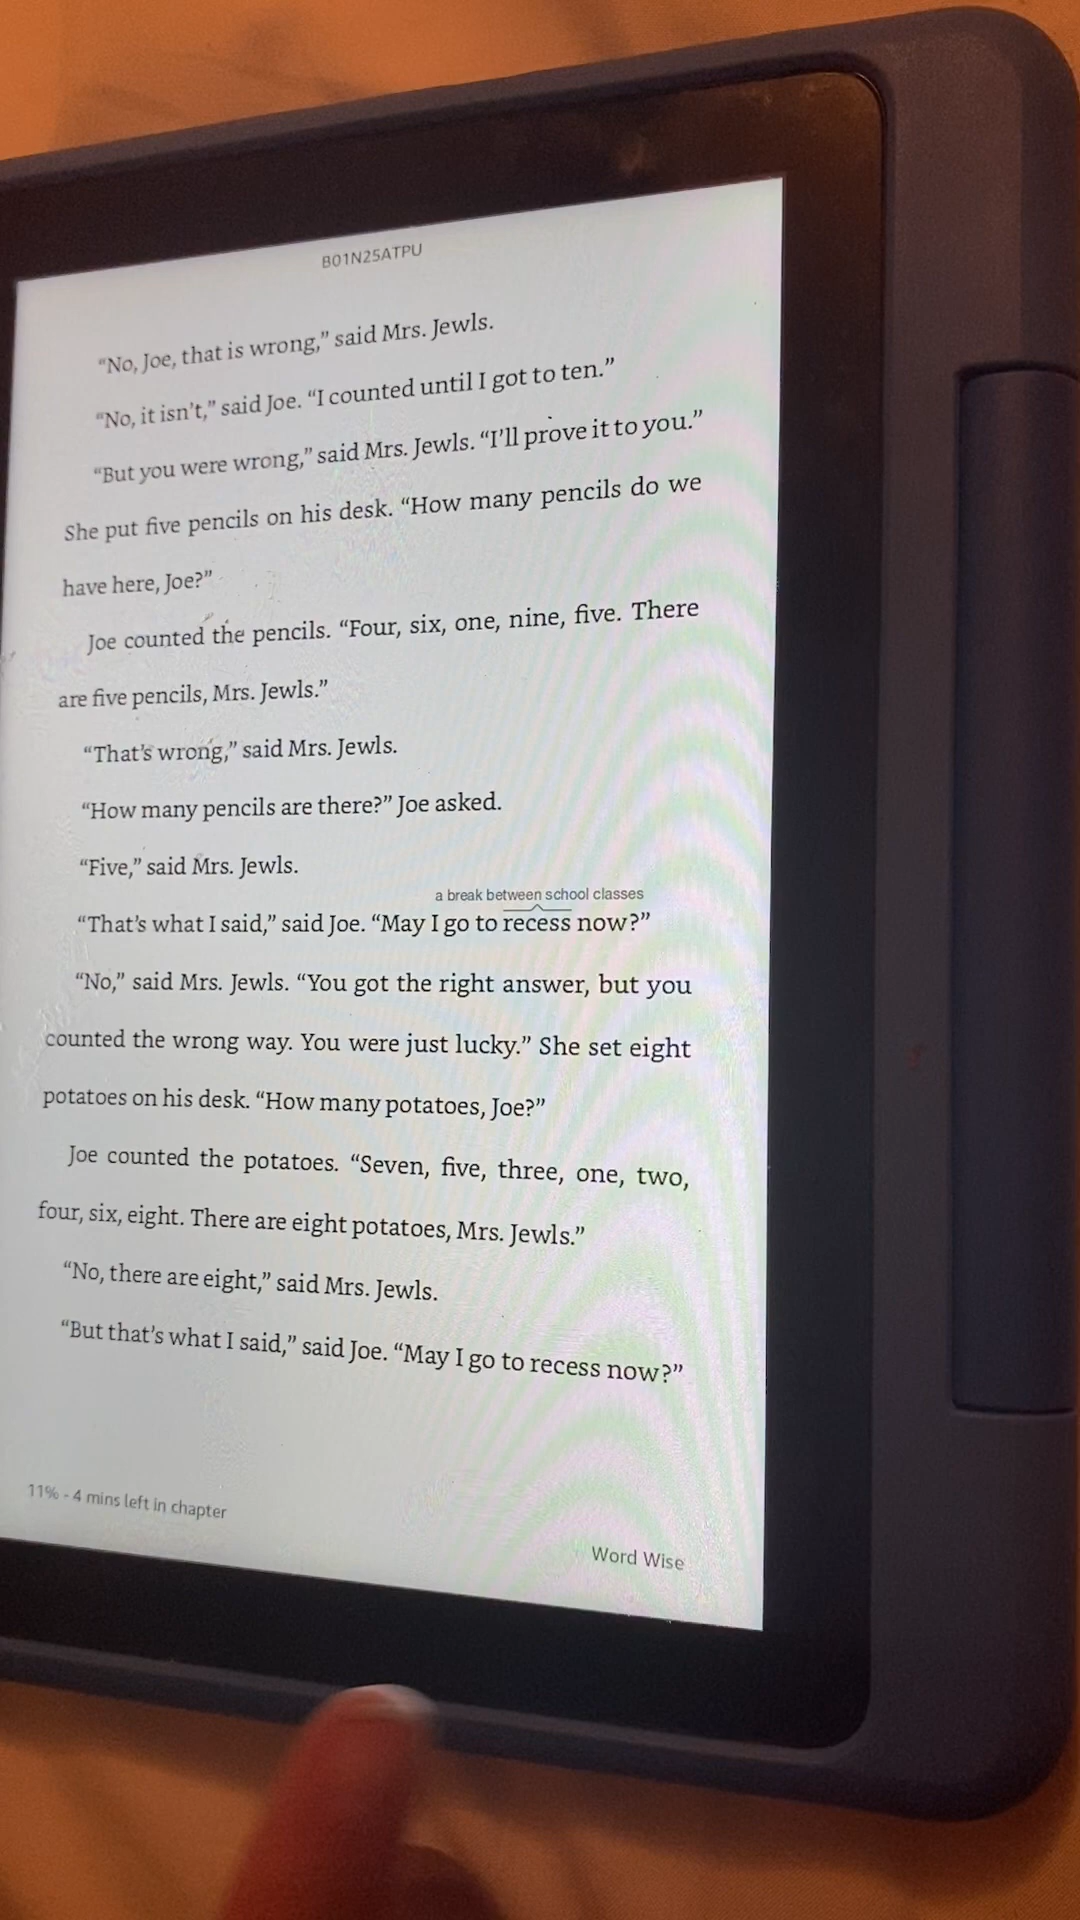 B01N25ATPU
“No, Joe, that is wrong,” said Mrs. Jewls.
“No, it isn’t,” said Joe. “I counted until I got to ten.”
“But you were wrong,” said Mrs. Jewls. “I’ll prove it to you.”
She put five pencils on his desk. “How many pencils do we
have here, Joe?”
Joe counted the pencils. “Four, six, one, nine, five. There
are five pencils, Mrs. Jewls.”
“That’s wrong,” said Mrs. Jewls.
“How many pencils are there?” Joe asked.
“Five,” said Mrs. Jewls.
a break between school classes
“That’s what I said,” said Joe. “May I go to recess now?”
“No,” said Mrs. Jewls. “You got the right answer, but you
counted the wrong way. You were just lucky.” She set eight
potatoes on his desk. “How many potatoes, Joe?”
Joe counted the potatoes. “Seven, five, three, one, two,
four, six, eight. There are eight potatoes, Mrs. Jewls.”
“No, there are eight,” said Mrs. Jewls.
“But that’s what I said,” said Joe. “May I go to recess now?”
11% - 4 mins left in chapter
Word Wise